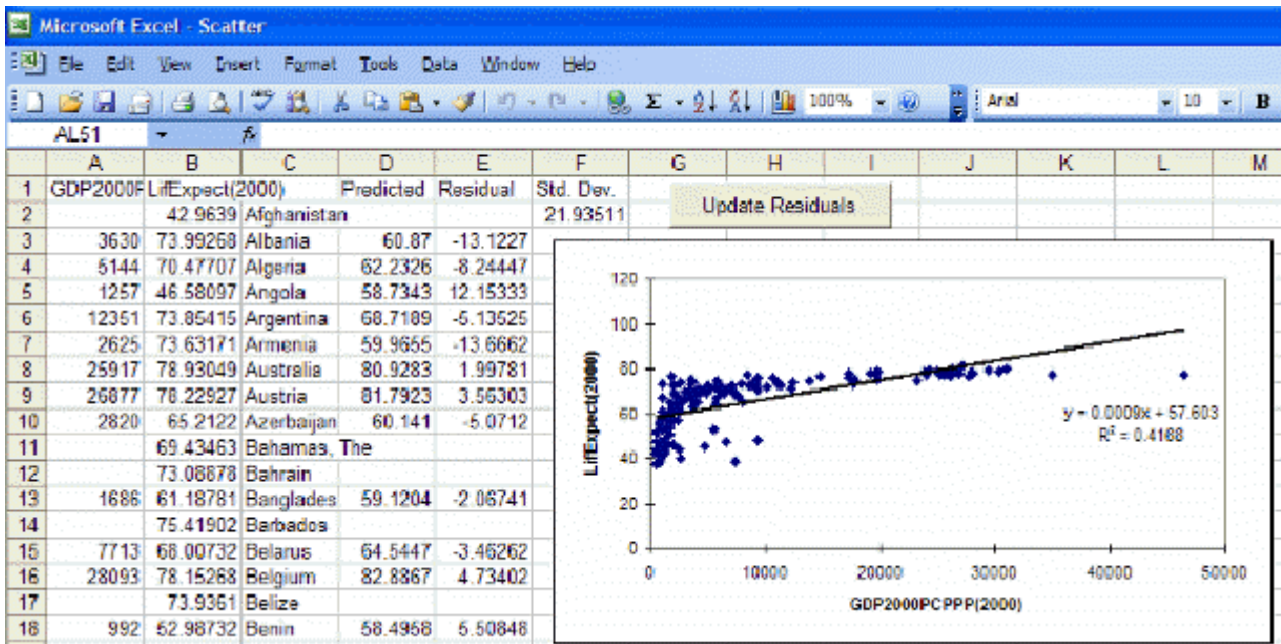 Microsoft Excel - Scatter
File Edit View Insert Format Tools Data Window Help
100% Arial 10 B
AL51 fx
A B C D E F G H I J K L M
1 GDP2000P LifExpect(2000) Predicted Residual Std. Dev.
2 42.9639 Afghanistan 21.93511
Update Residuals
3 3630 73.99268 Albania 60.87 -13.1227
4 5144 70.47707 Algeria 62.2326 -8.24447
5 1257 46.58097 Angola 58.7343 12.15333
6 12351 73.85415 Argentina 68.7189 -5.13525
7 2625 73.63171 Armenia 59.9655 -13.6662
8 25917 78.93049 Australia 80.9283 1.99781
9 26877 78.22927 Austria 81.7923 3.56303
10 2820 65.2122 Azerbaijan 60.141 -5.0712
11 69.43463 Bahamas, The
12 73.08878 Bahrain
13 1686 61.18781 Banglades 59.1204 -2.06741
14 75.41902 Barbados
15 7713 68.00732 Belarus 64.5447 -3.46262
16 28093 78.15268 Belgium 82.8867 4.73402
17 73.9361 Belize
18 992 52.98732 Benin 58.4958 5.50848
LifExpect(2000)
120
100
80
60
40
20
0
y = 0.0009x + 57.603
R² = 0.4188
0 10000 20000 30000 40000 50000
GDP2000PCPPP(2000)